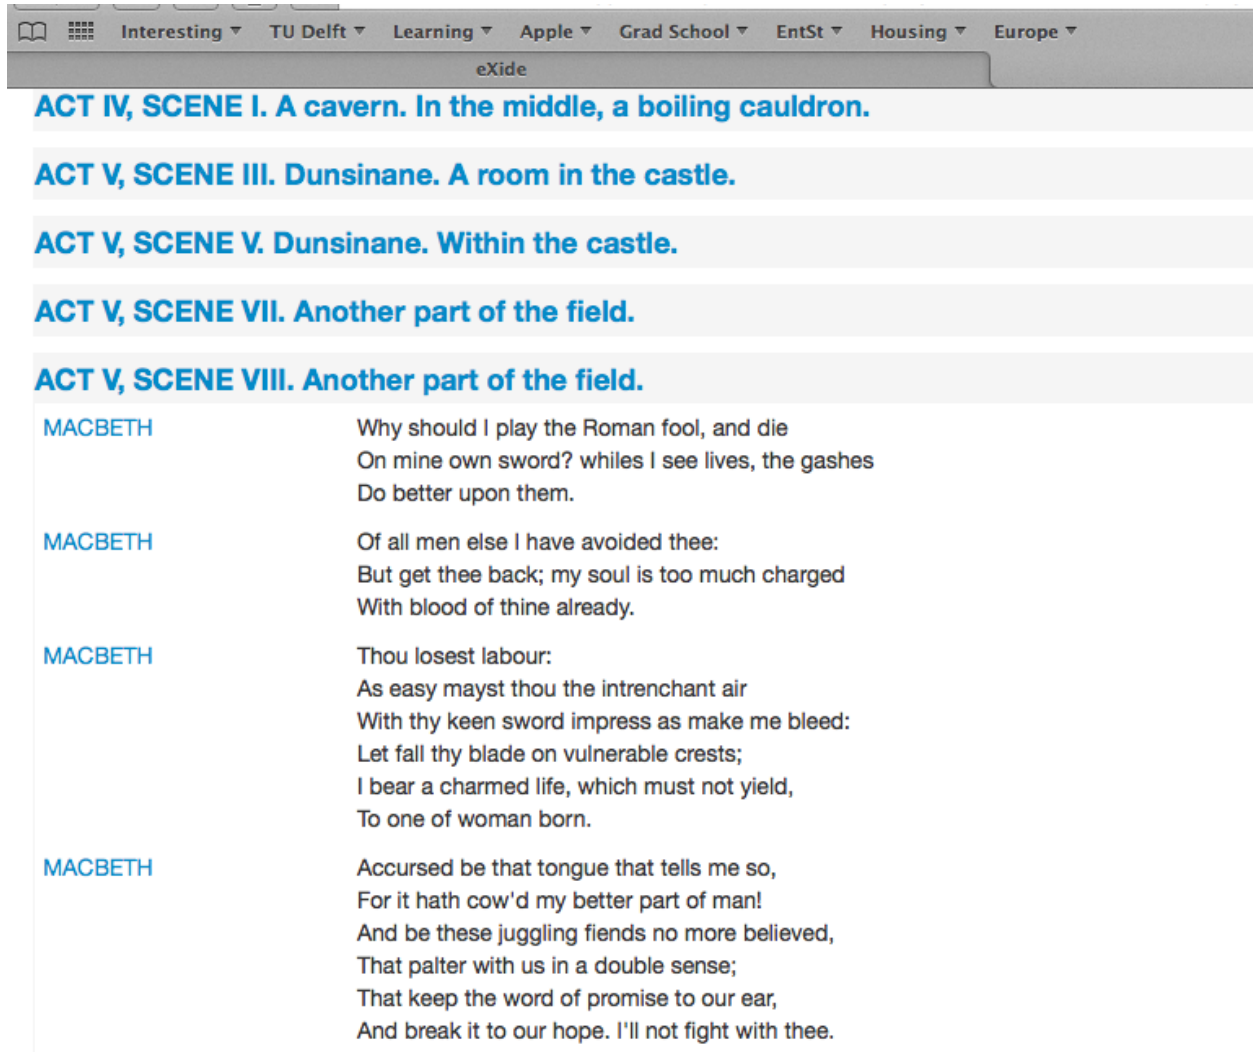 Interesting TU Delft Learning Apple Grad School EntSt Housing Europe
eXide
ACT IV, SCENE I. A cavern. In the middle, a boiling cauldron.
ACT V, SCENE III. Dunsinane. A room in the castle.
ACT V, SCENE V. Dunsinane. Within the castle.
ACT V, SCENE VII. Another part of the field.
ACT V, SCENE VIII. Another part of the field.
MACBETH Why should I play the Roman fool, and die
On mine own sword? whiles I see lives, the gashes
Do better upon them.
MACBETH Of all men else I have avoided thee:
But get thee back; my soul is too much charged
With blood of thine already.
MACBETH Thou losest labour:
As easy mayst thou the intrenchant air
With thy keen sword impress as make me bleed:
Let fall thy blade on vulnerable crests;
I bear a charmed life, which must not yield,
To one of woman born.
MACBETH Accursed be that tongue that tells me so,
For it hath cow'd my better part of man!
And be these juggling fiends no more believed,
That palter with us in a double sense;
That keep the word of promise to our ear,
And break it to our hope. I'll not fight with thee.